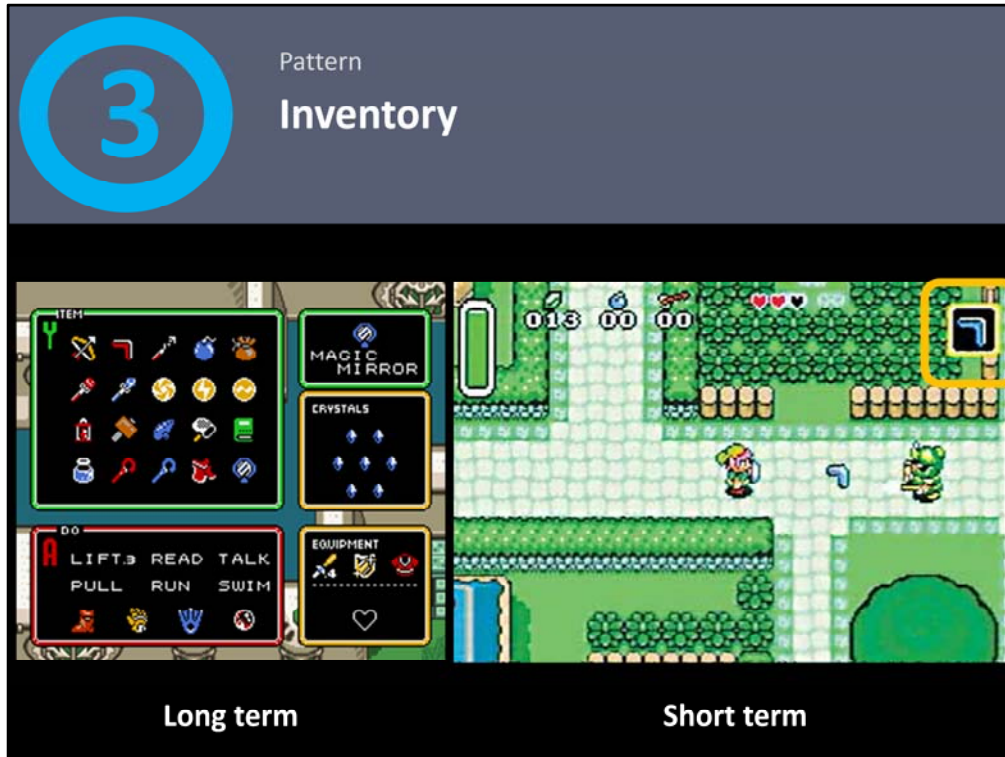 3
Pattern
Inventory
ITEM
Y
MAGIC
MIRROR
CRYSTALS
DO
A
LIFT.3 READ TALK
PULL RUN SWIM
EQUIPMENT
4
013 00 00
Long term
Short term